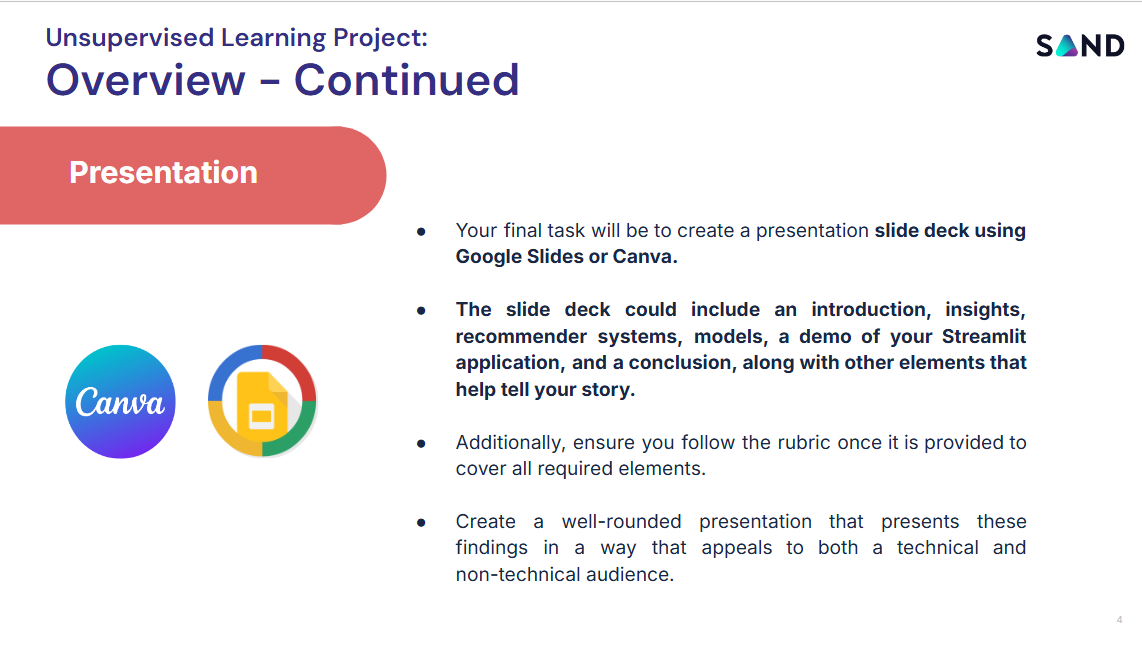 Unsupervised Learning Project:
Overview – Continued
SAND
Presentation
● Your final task will be to create a presentation slide deck using
Google Slides or Canva.
● The slide deck could include an introduction, insights,
recommender systems, models, a demo of your Streamlit
application, and a conclusion, along with other elements that
help tell your story.
Canva
● Additionally, ensure you follow the rubric once it is provided to
cover all required elements.
● Create a well-rounded presentation that presents these
findings in a way that appeals to both a technical and
non-technical audience.
4